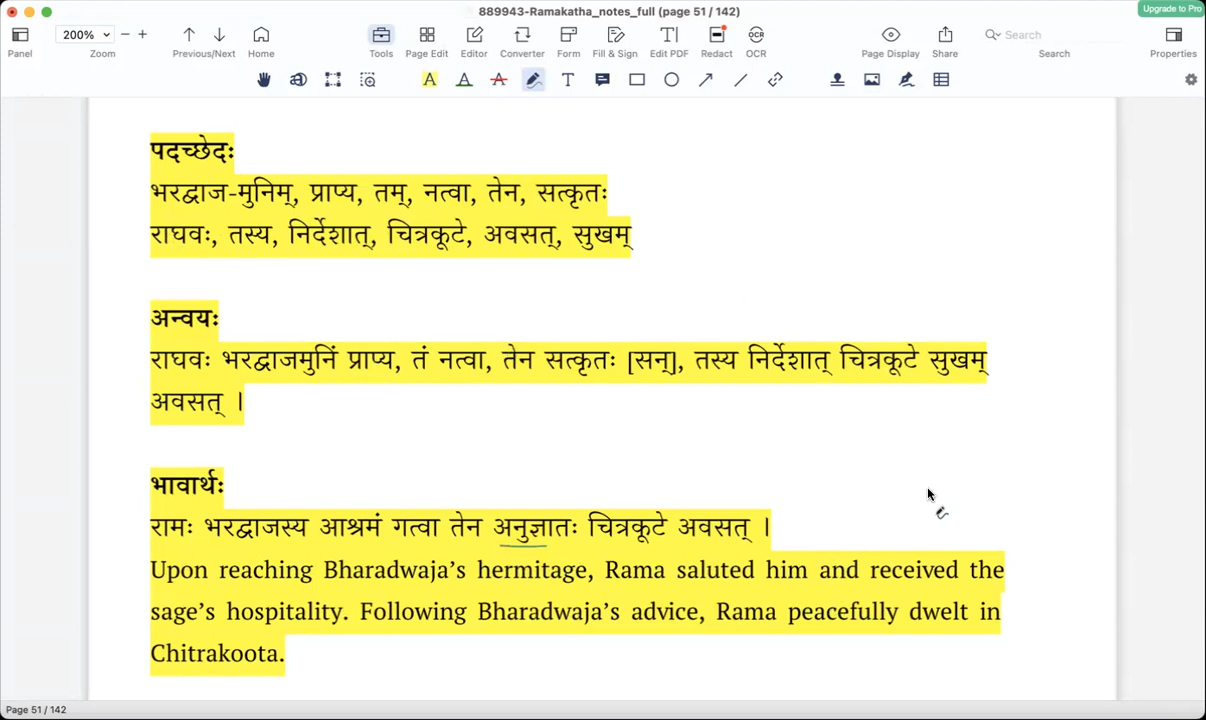 889943-Ramakatha_notes_full (page 51 / 142)
Upgrade to Pro
200%
Panel Zoom Previous/Next Home Tools Page Edit Editor Converter Form Fill & Sign Edit PDF Redact OCR Page Display Share Search Properties
Search
पदच्छेदः
भरद्वाज-मुनिम्, प्राप्य, तम्, नत्वा, तेन, सत्कृतः
राघवः, तस्य, निर्देशात्, चित्रकूटे, अवसत्, सुखम्
अन्वयः
राघवः भरद्वाजमुनिं प्राप्य, तं नत्वा, तेन सत्कृतः [सन्], तस्य निर्देशात् चित्रकूटे सुखम्
अवसत् ।
भावार्थः
रामः भरद्वाजस्य आश्रमं गत्वा तेन अनुज्ञातः चित्रकूटे अवसत् ।
Upon reaching Bharadwaja’s hermitage, Rama saluted him and received the
sage’s hospitality. Following Bharadwaja’s advice, Rama peacefully dwelt in
Chitrakoota.
Page 51 / 142